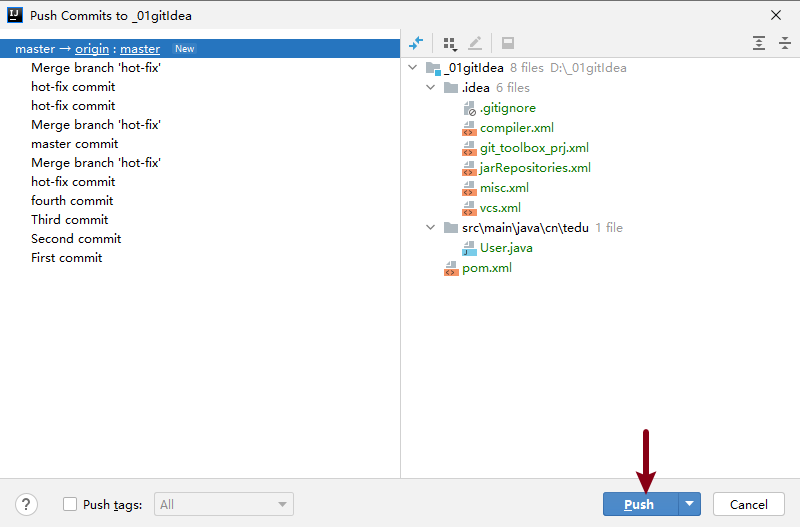 Push Commits to _01gitIdea
master → origin : master New
Merge branch 'hot-fix'
hot-fix commit
hot-fix commit
Merge branch 'hot-fix'
master commit
Merge branch 'hot-fix'
hot-fix commit
fourth commit
Third commit
Second commit
First commit
_01gitIdea 8 files D:\_01gitIdea
.idea 6 files
.gitignore
compiler.xml
git_toolbox_prj.xml
jarRepositories.xml
misc.xml
vcs.xml
src\main\java\cn\tedu 1 file
User.java
pom.xml
? Push tags: All Push Cancel